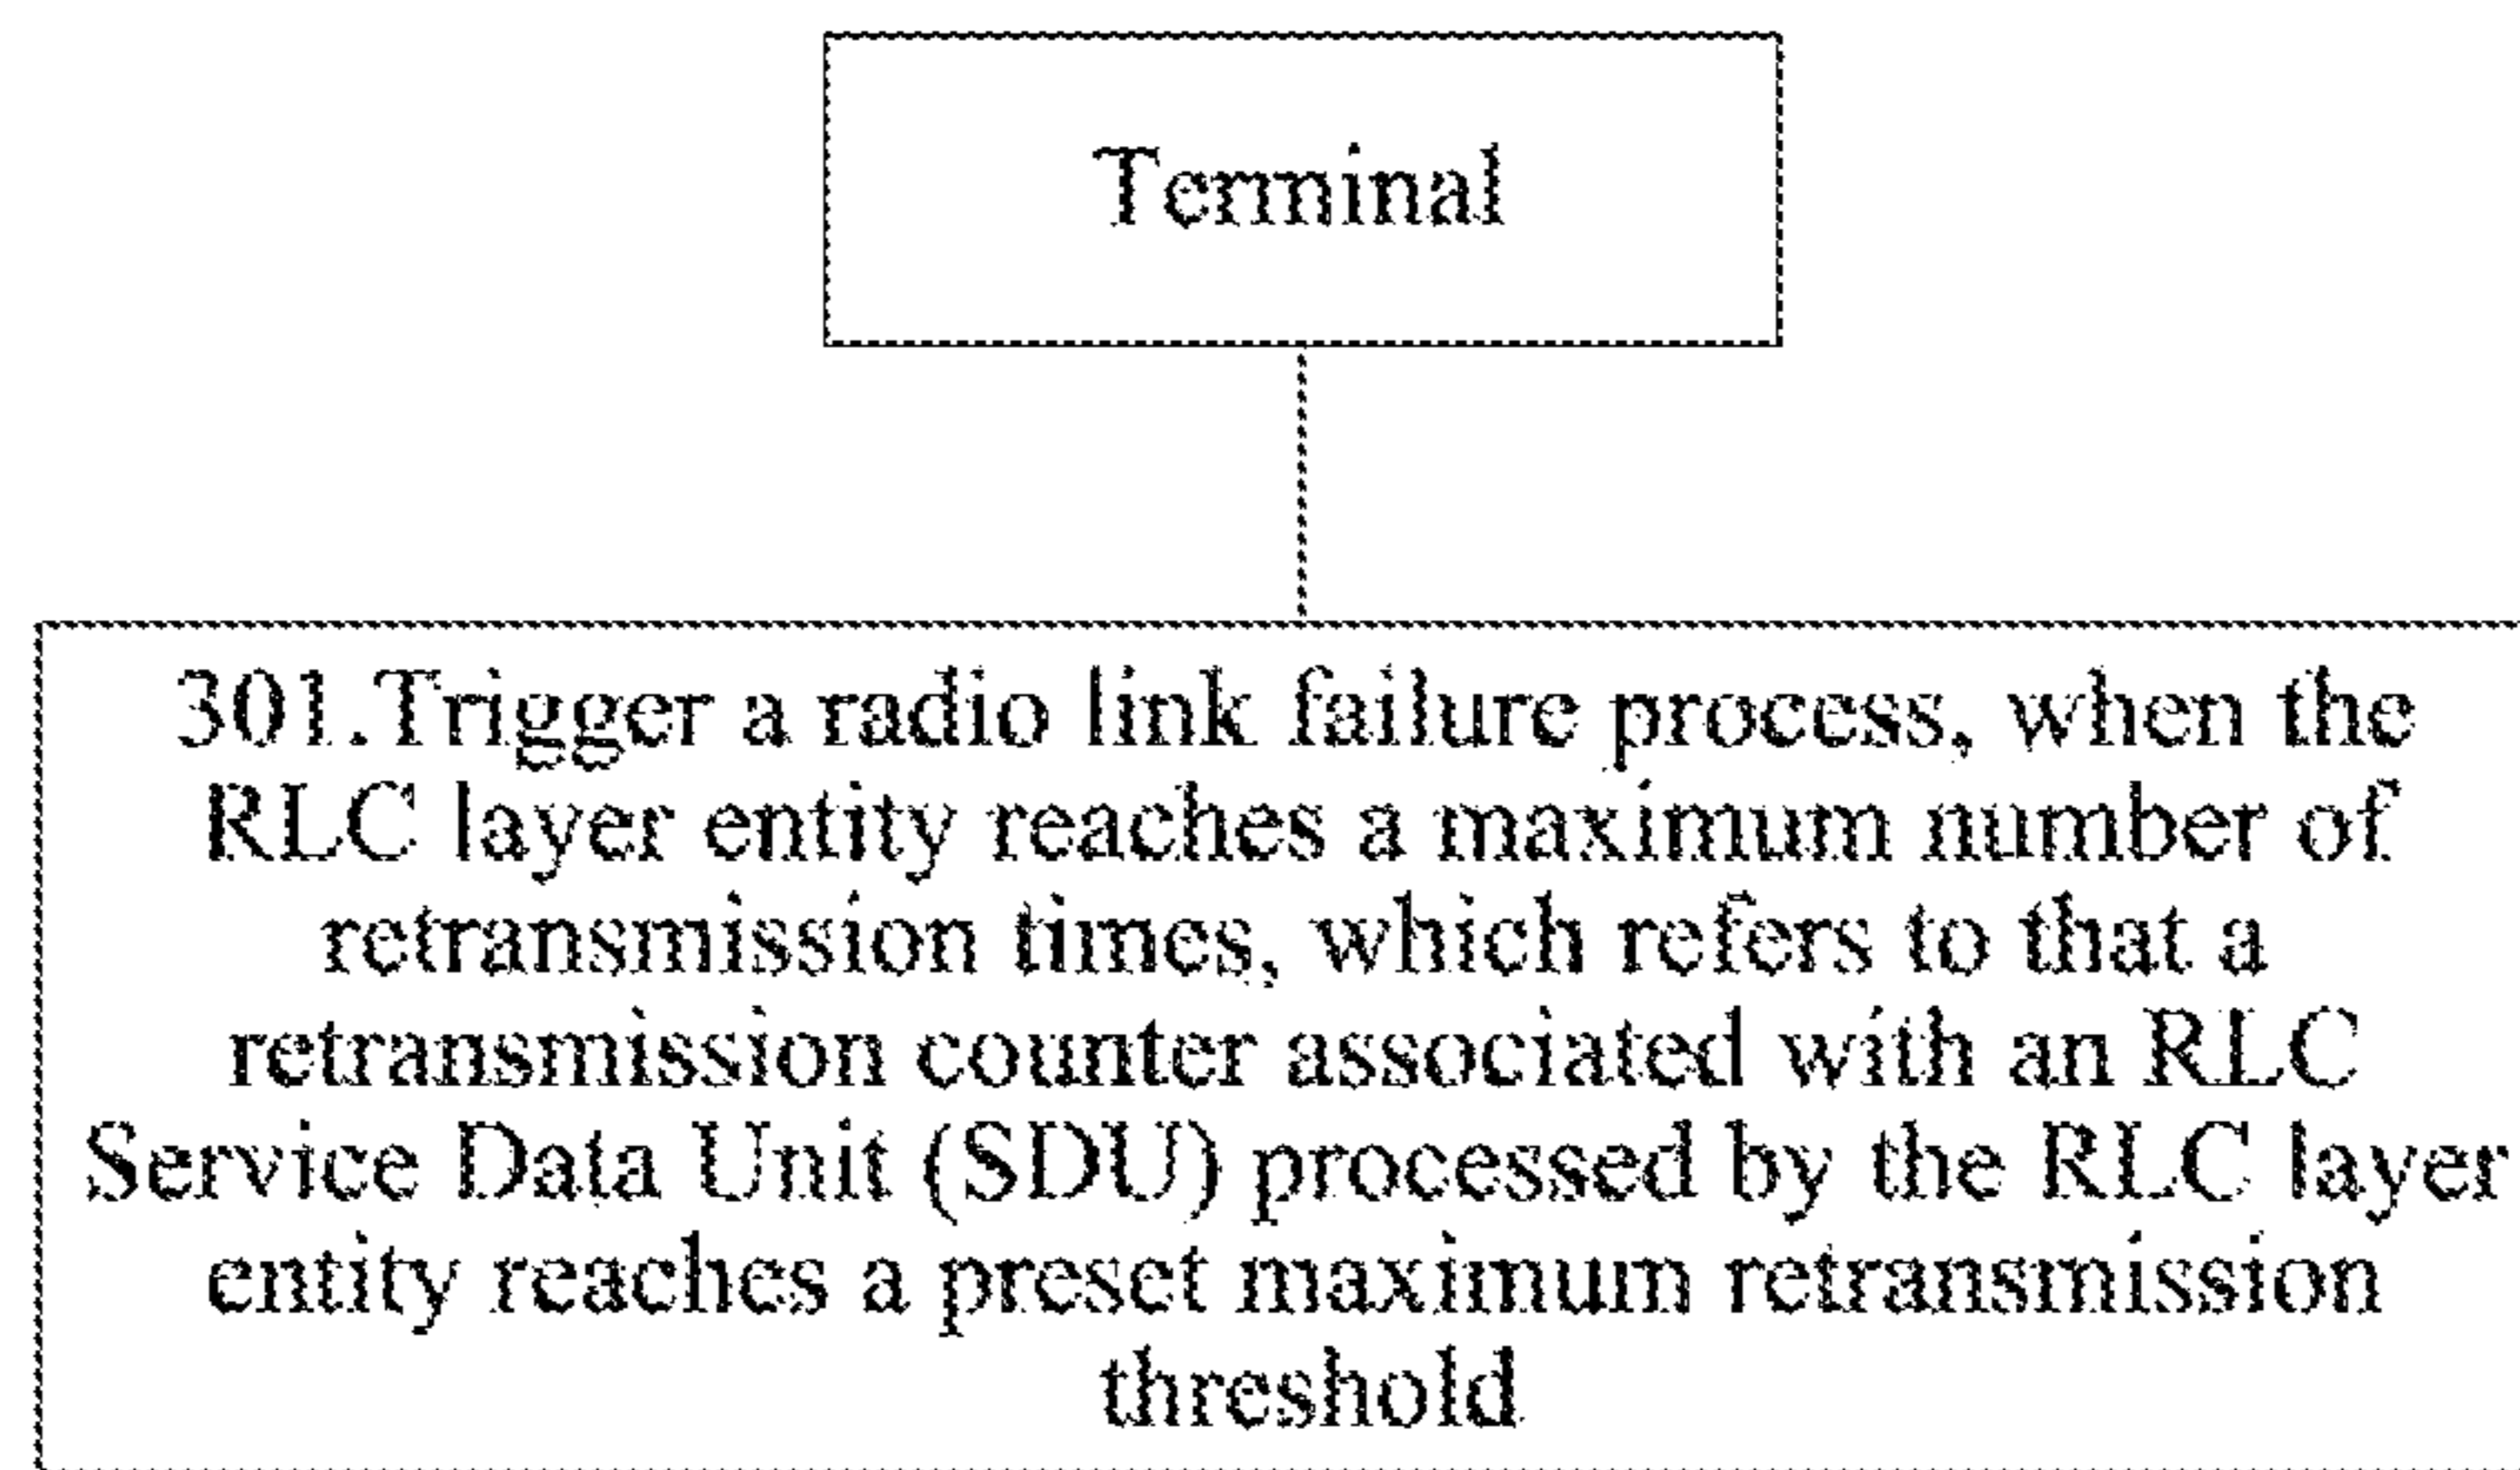 Terminal
301.Trigger a radio link failure process, when the
RLC layer entity reaches a maximum number of
retransmission times, which refers to that a
retransmission counter associated with an RLC
Service Data Unit (SDU) processed by the RLC layer
entity reaches a preset maximum retransmission
threshold